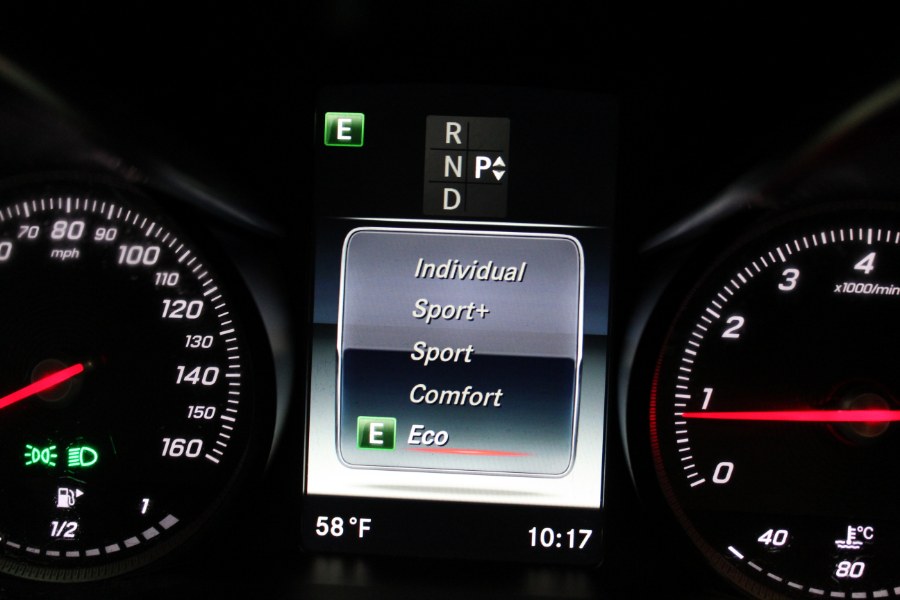 E
R
N P
D
Individual
Sport+
Sport
Comfort
E Eco
58°F 10:17
0 70 80 90 100 110 120 130 140 150 160
mph
1/2 1
0 1 2 3 4
x1000/min
40 80
°C